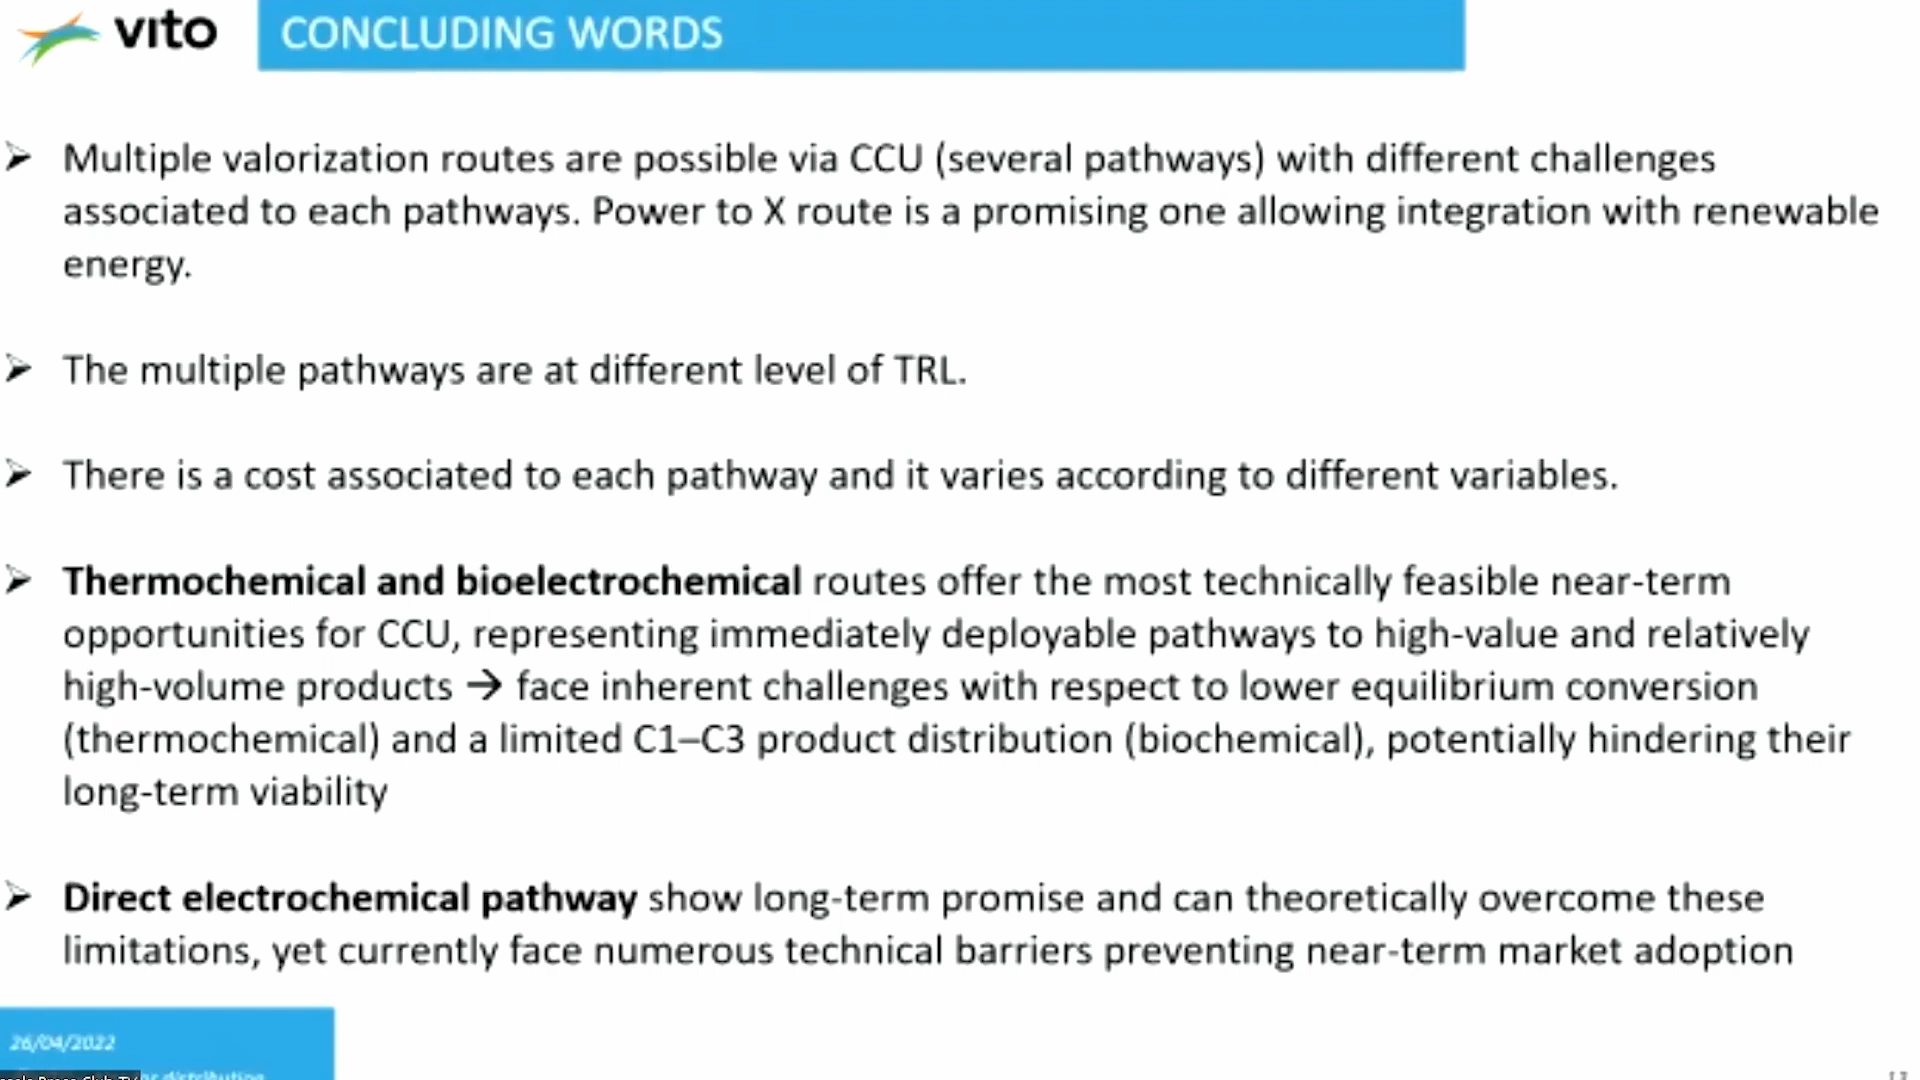 vito
CONCLUDING WORDS
➢ Multiple valorization routes are possible via CCU (several pathways) with different challenges
associated to each pathways. Power to X route is a promising one allowing integration with renewable
energy.
➢ The multiple pathways are at different level of TRL.
➢ There is a cost associated to each pathway and it varies according to different variables.
➢ Thermochemical and bioelectrochemical routes offer the most technically feasible near-term
opportunities for CCU, representing immediately deployable pathways to high-value and relatively
high-volume products → face inherent challenges with respect to lower equilibrium conversion
(thermochemical) and a limited C1–C3 product distribution (biochemical), potentially hindering their
long-term viability
➢ Direct electrochemical pathway show long-term promise and can theoretically overcome these
limitations, yet currently face numerous technical barriers preventing near-term market adoption
26/04/2022
distribution